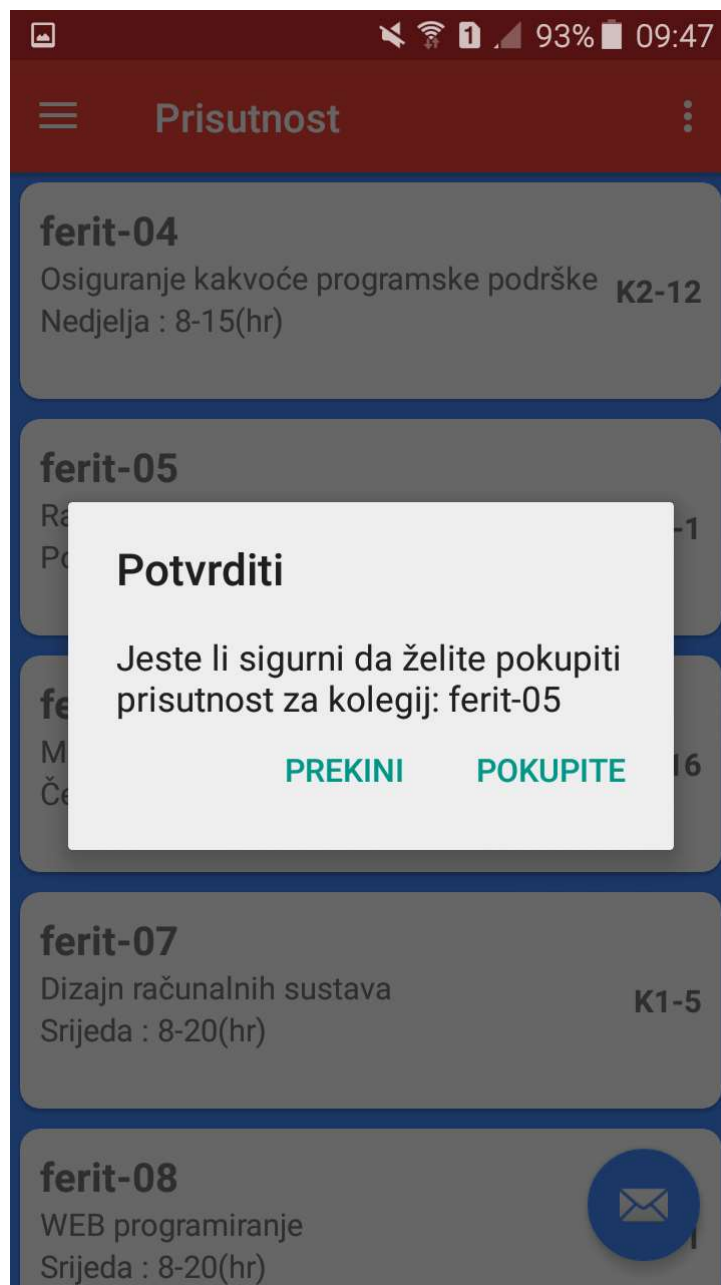 93% 09:47
Prisutnost
ferit-04
Osiguranje kakvoće programske podrške
K2-12
Nedjelja : 8-15(hr)
ferit-05
-1
Potvrditi
Jeste li sigurni da želite pokupiti
prisutnost za kolegij: ferit-05
PREKINI POKUPITE
ferit-07
Dizajn računalnih sustava
K1-5
Srijeda : 8-20(hr)
ferit-08
WEB programiranje
Srijeda : 8-20(hr)